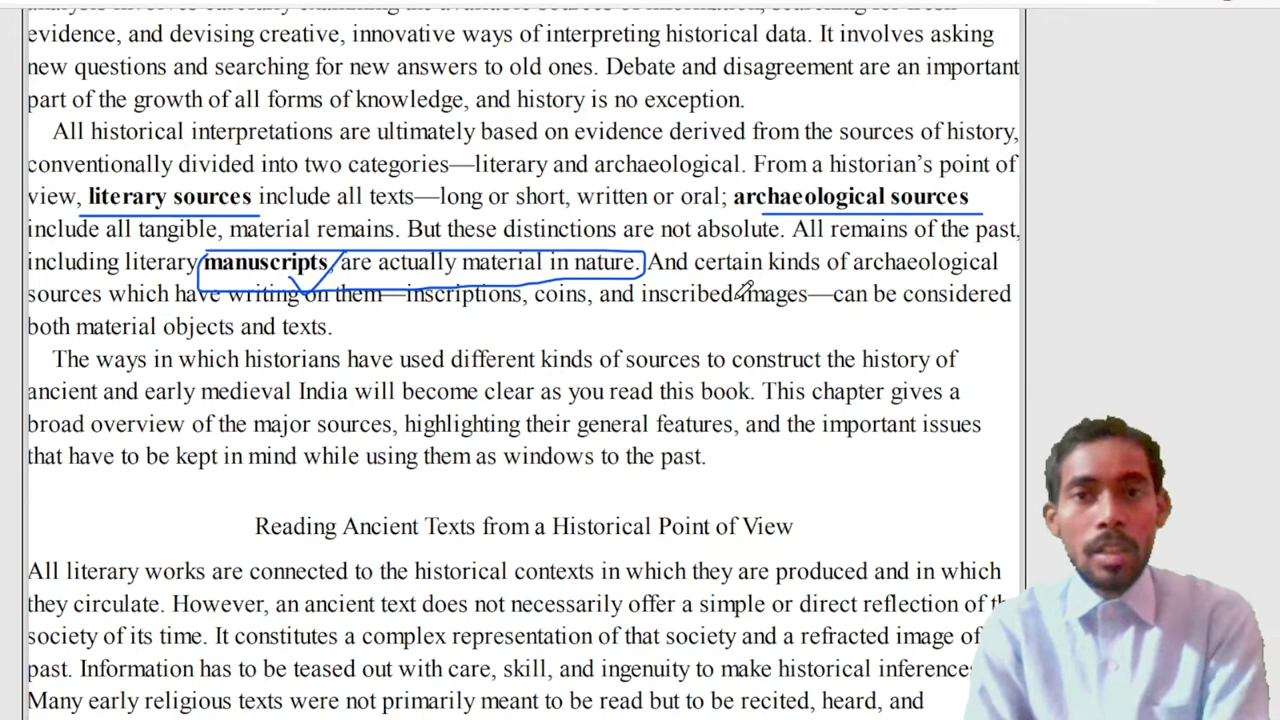 evidence, and devising creative, innovative ways of interpreting historical data. It involves asking
new questions and searching for new answers to old ones. Debate and disagreement are an important
part of the growth of all forms of knowledge, and history is no exception.
All historical interpretations are ultimately based on evidence derived from the sources of history,
conventionally divided into two categories—literary and archaeological. From a historian's point of
view, literary sources include all texts—long or short, written or oral; archaeological sources
include all tangible, material remains. But these distinctions are not absolute. All remains of the past,
including literary manuscripts, are actually material in nature. And certain kinds of archaeological
sources which have writing on them—inscriptions, coins, and inscribed images—can be considered
both material objects and texts.
The ways in which historians have used different kinds of sources to construct the history of
ancient and early medieval India will become clear as you read this book. This chapter gives a
broad overview of the major sources, highlighting their general features, and the important issues
that have to be kept in mind while using them as windows to the past.
Reading Ancient Texts from a Historical Point of View
All literary works are connected to the historical contexts in which they are produced and in which
they circulate. However, an ancient text does not necessarily offer a simple or direct reflection of
society of its time. It constitutes a complex representation of that society and a refracted image of
past. Information has to be teased out with care, skill, and ingenuity to make historical
Many early religious texts were not primarily meant to be read but to be recited, heard, and